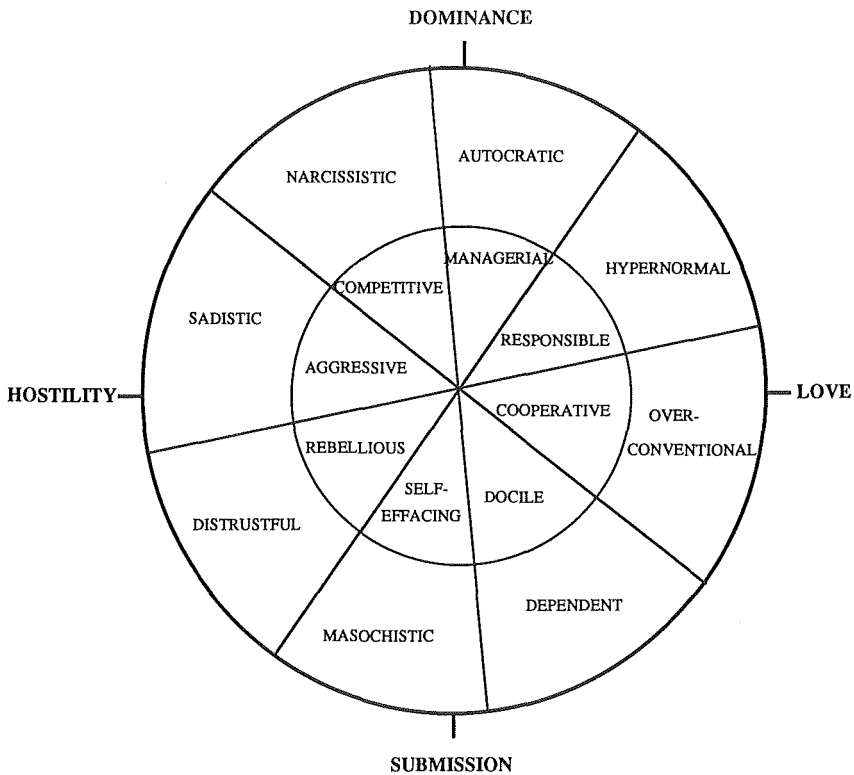 DOMINANCE
NARCISSISTIC
AUTOCRATIC
MANAGERIAL
HYPERNORMAL
COMPETITIVE
SADISTIC
RESPONSIBLE
AGGRESSIVE
HOSTILITY
LOVE
COOPERATIVE
OVER-
CONVENTIONAL
REBELLIOUS
SELF-
EFFACING
DOCILE
DISTRUSTFUL
DEPENDENT
MASOCHISTIC
SUBMISSION